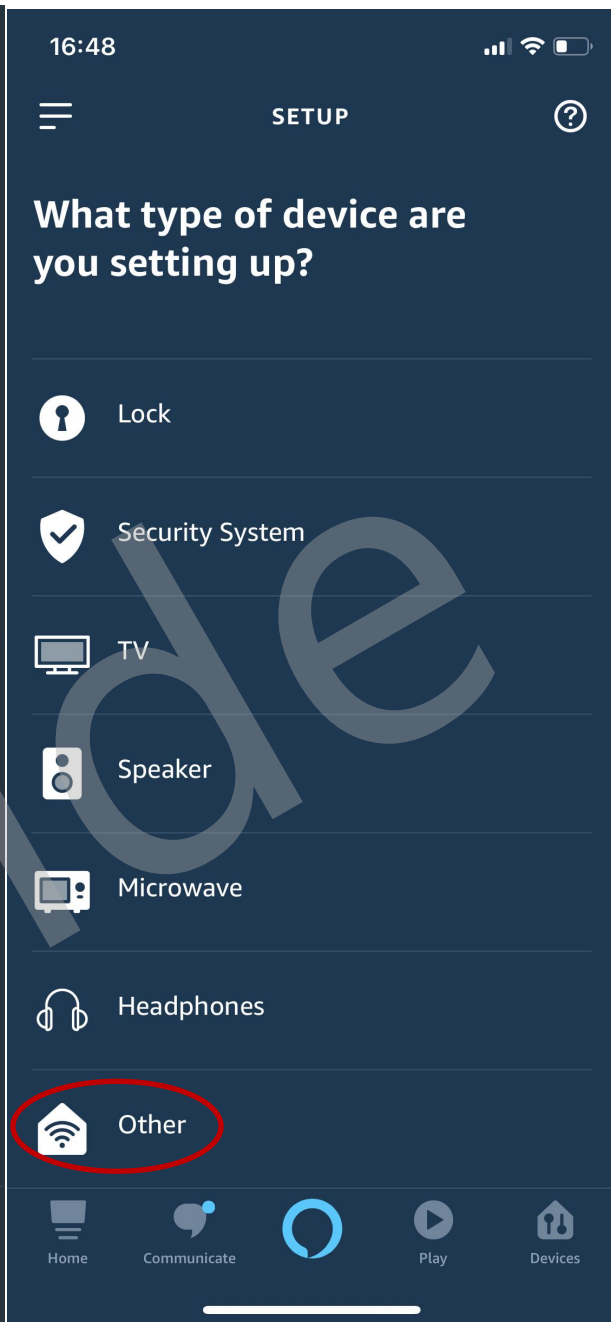 16:48
SETUP
What type of device are
you setting up?
Lock
Security System
TV
Speaker
Microwave
Headphones
Other
Home
Communicate
Play
Devices